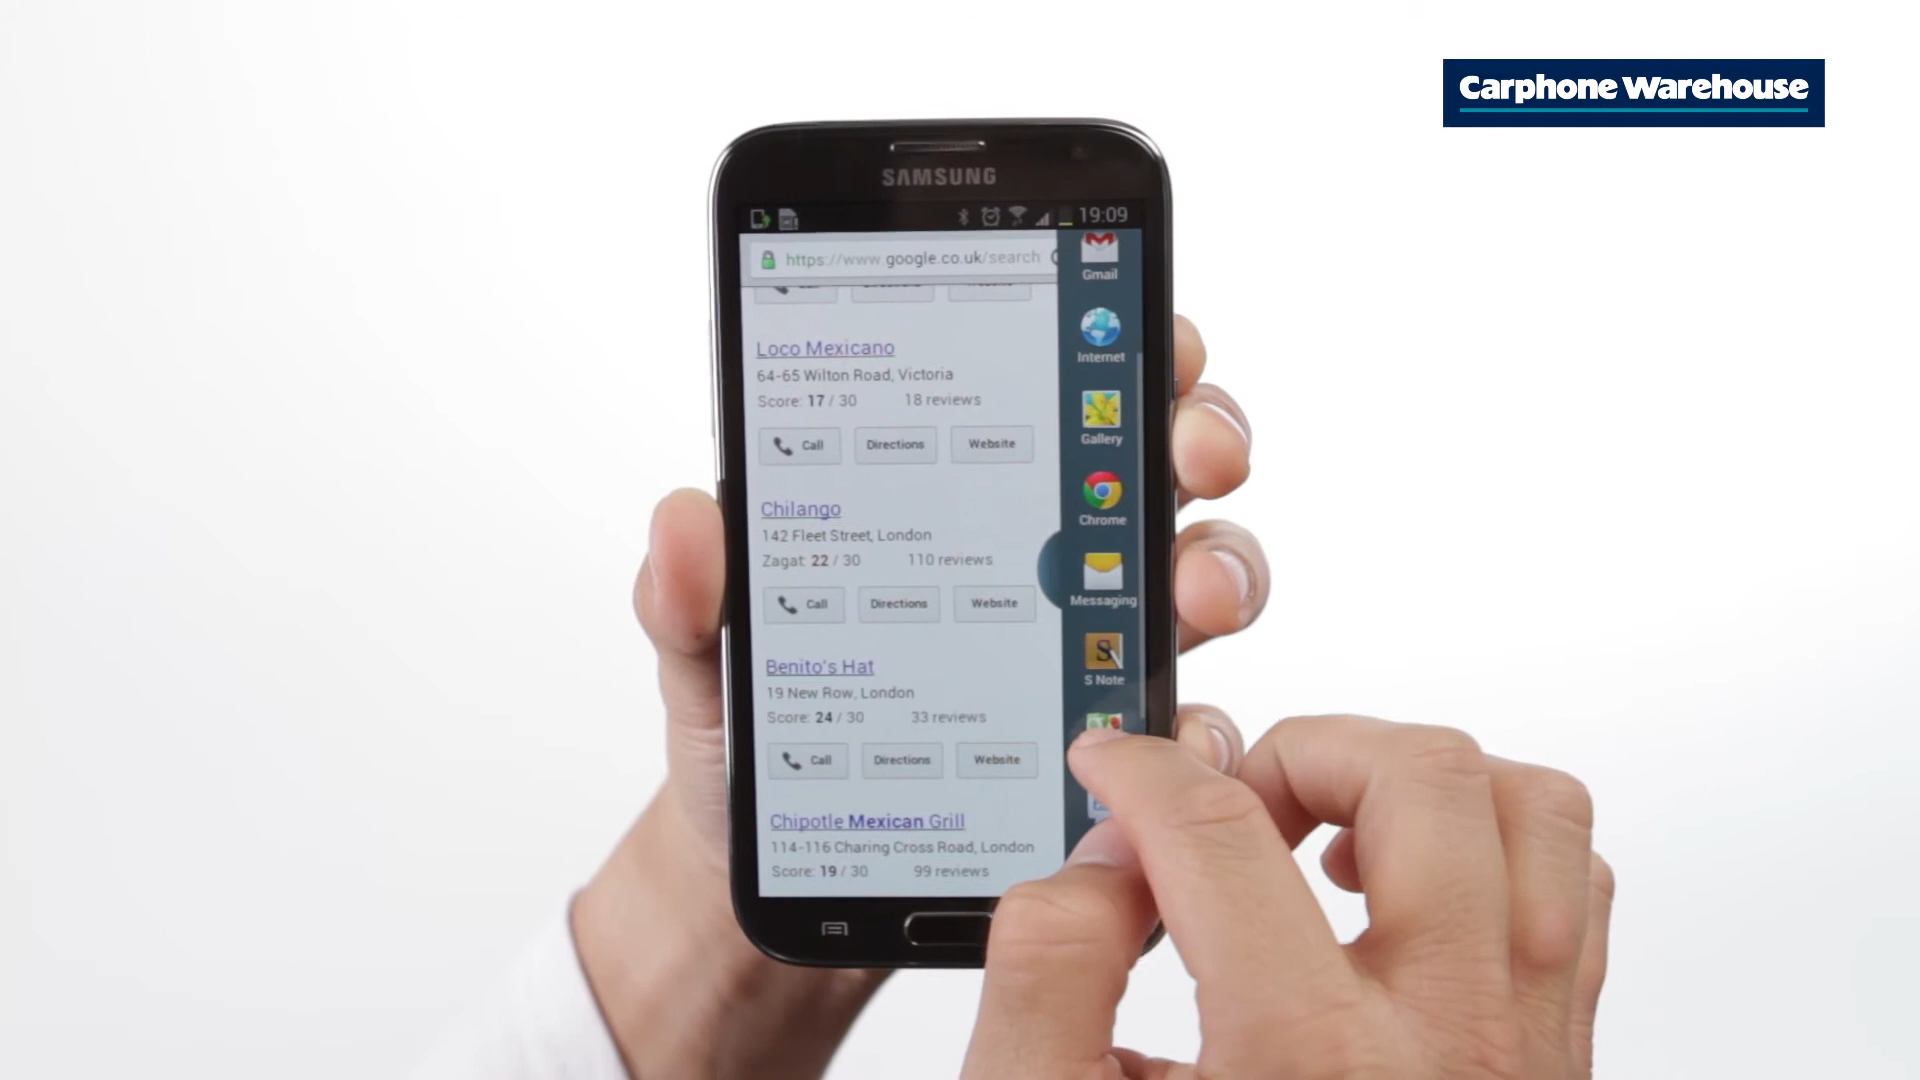 Carphone Warehouse
SAMSUNG
19:09
https://www.google.co.uk/search
Loco Mexicano
64-65 Wilton Road, Victoria
Score: 17 / 30 18 reviews
Call Directions Website
Chilango
142 Fleet Street, London
Zagat: 22 / 30 110 reviews
Call Directions Website
Benito's Hat
19 New Row, London
Score: 24 / 30 33 reviews
Call Directions Website
Chipotle Mexican Grill
114-116 Charing Cross Road, London
Score: 19 / 30 99 reviews
Gmail
Internet
Gallery
Chrome
Messaging
S
S Note